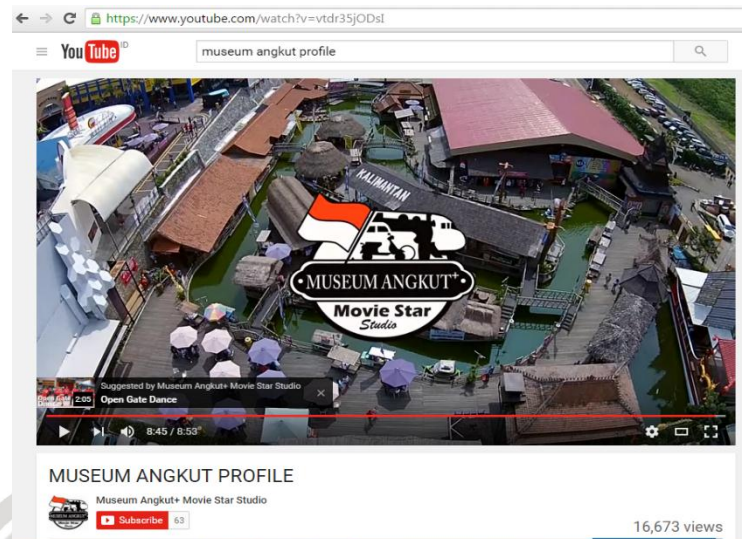 https://www.youtube.com/watch?v=vtdr35jODsI
YouTube ID
museum angkut profile
KALIMANTAN
MUSEUM ANGKUT+
Movie Star
Studio
Suggested by Museum Angkut+ Movie Star Studio
2:05 Open Gate Dance
8:45 / 8:53
MUSEUM ANGKUT PROFILE
Museum Angkut+ Movie Star Studio
Subscribe 63
16,673 views